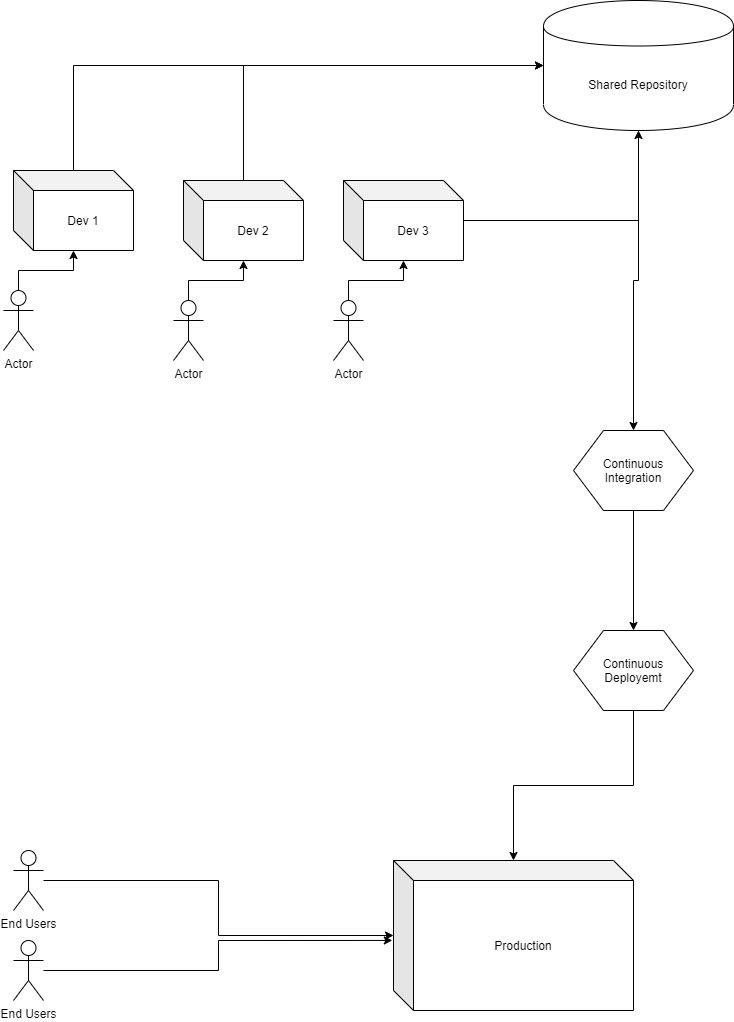 Shared Repository
Dev 1
Dev 2
Dev 3
Actor
Actor
Actor
Continuous
Integration
Continuous
Deployemt
End Users
Production
End Users